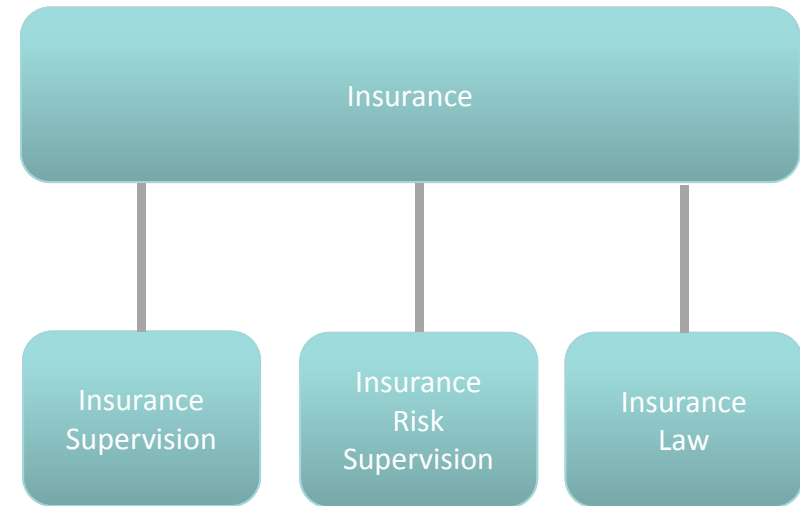 Insurance
Insurance
Supervision
Insurance
Risk
Supervision
Insurance
Law